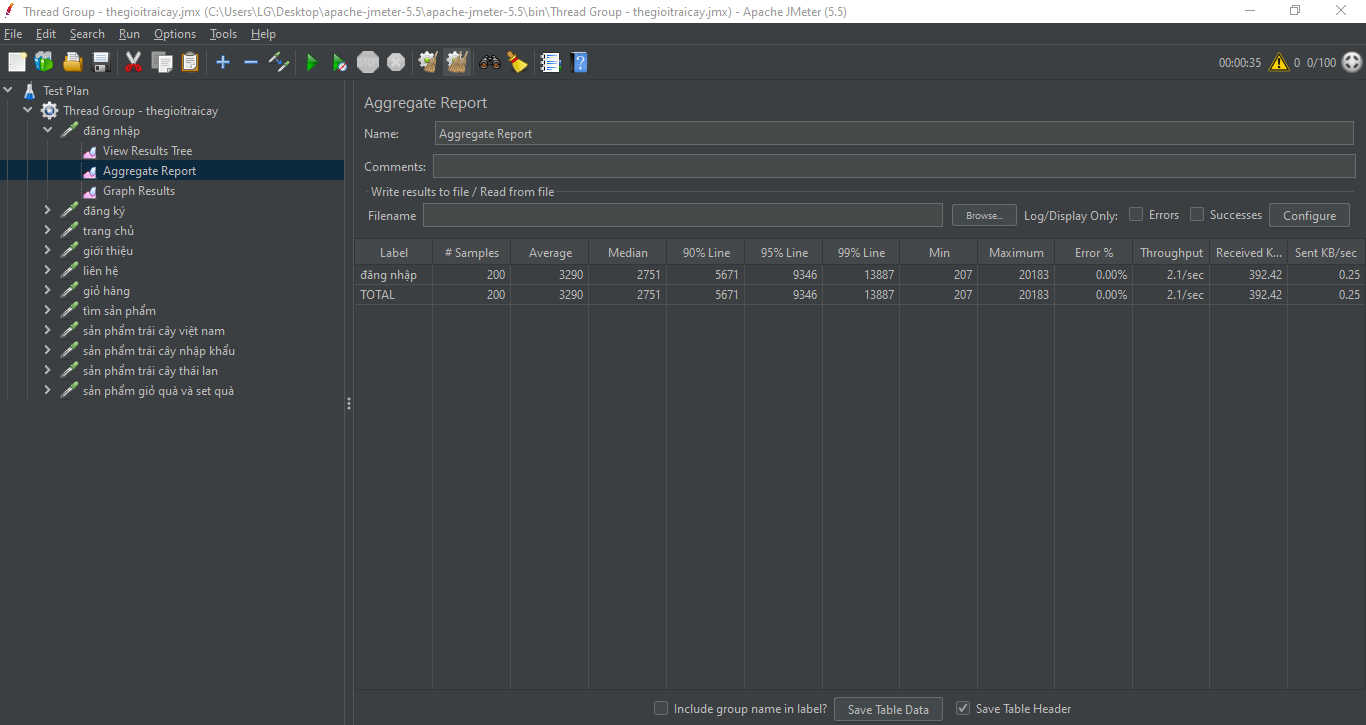 Thread Group - thegioitraicay.jmx (C:\Users\LG\Desktop\apache-jmeter-5.5\apache-jmeter-5.5\bin\Thread Group - thegioitraicay.jmx) - Apache JMeter (5.5)
File Edit Search Run Options Tools Help
STOP 00:00:35 0 0/100
Test Plan
Thread Group - thegioitraicay
đăng nhập
View Results Tree
Aggregate Report
Graph Results
đăng ký
trang chủ
giới thiệu
liên hệ
giỏ hàng
tìm sản phẩm
sản phẩm trái cây việt nam
sản phẩm trái cây nhập khẩu
sản phẩm trái cây thái lan
sản phẩm giỏ quà và set quà
Aggregate Report
Name: Aggregate Report
Comments:
Write results to file / Read from file
Filename Browse... Log/Display Only: Errors Successes Configure
Label # Samples Average Median 90% Line 95% Line 99% Line Min Maximum Error % Throughput Received K... Sent KB/sec
đăng nhập 200 3290 2751 5671 9346 13887 207 20183 0.00% 2.1/sec 392.42 0.25
TOTAL 200 3290 2751 5671 9346 13887 207 20183 0.00% 2.1/sec 392.42 0.25
Include group name in label? Save Table Data Save Table Header